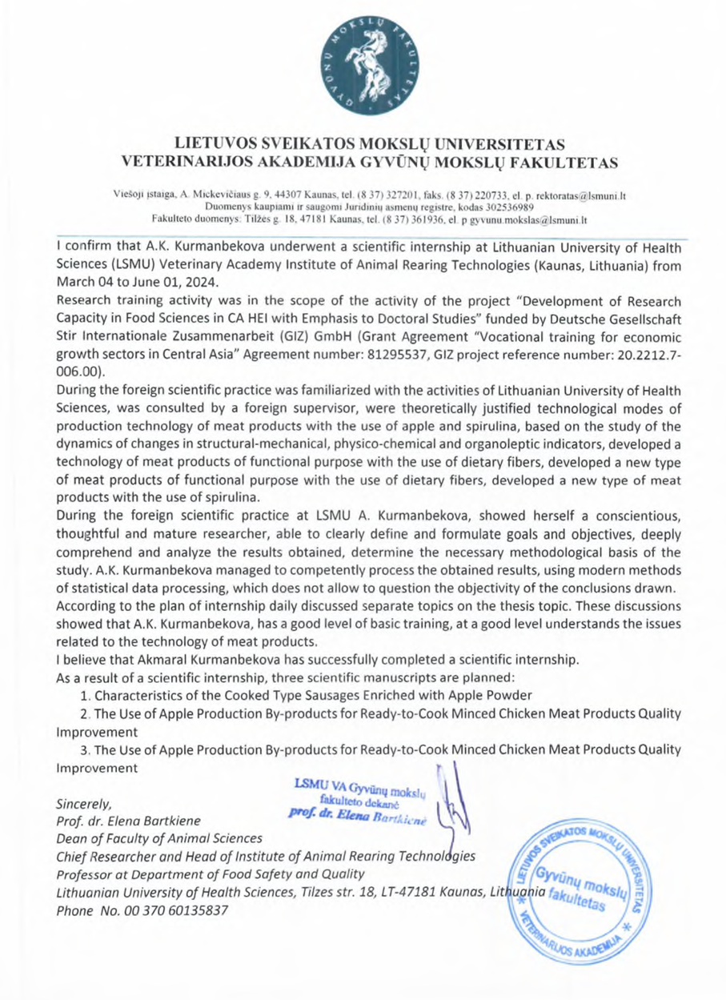 GYVŪNŲ MOKSLŲ FAKULTETAS
LIETUVOS SVEIKATOS MOKSLŲ UNIVERSITETAS
VETERINARIJOS AKADEMIJA GYVŪNŲ MOKSLŲ FAKULTETAS
Viešoji įstaiga, A. Mickevičiaus g. 9, 44307 Kaunas, tel. (8 37) 327201, faks. (8 37) 220733, el. p. rektoratas@lsmuni.lt
Duomenys kaupiami ir saugomi Juridinių asmenų registre, kodas 302536989
Fakulteto duomenys: Tilžės g. 18, 47181 Kaunas, tel. (8 37) 361936, el. p gyvunu.mokslas@lsmuni.lt
I confirm that A.K. Kurmanbekova underwent a scientific internship at Lithuanian University of Health
Sciences (LSMU) Veterinary Academy Institute of Animal Rearing Technologies (Kaunas, Lithuania) from
March 04 to June 01, 2024.
Research training activity was in the scope of the activity of the project “Development of Research
Capacity in Food Sciences in CA HEI with Emphasis to Doctoral Studies” funded by Deutsche Gesellschaft
Stir Internationale Zusammenarbeit (GIZ) GmbH (Grant Agreement “Vocational training for economic
growth sectors in Central Asia” Agreement number: 81295537, GIZ project reference number: 20.2212.7-
006.00).
During the foreign scientific practice was familiarized with the activities of Lithuanian University of Health
Sciences, was consulted by a foreign supervisor, were theoretically justified technological modes of
production technology of meat products with the use of apple and spirulina, based on the study of the
dynamics of changes in structural-mechanical, physico-chemical and organoleptic indicators, developed a
technology of meat products of functional purpose with the use of dietary fibers, developed a new type
of meat products of functional purpose with the use of dietary fibers, developed a new type of meat
products with the use of spirulina.
During the foreign scientific practice at LSMU A. Kurmanbekova, showed herself a conscientious,
thoughtful and mature researcher, able to clearly define and formulate goals and objectives, deeply
comprehend and analyze the results obtained, determine the necessary methodological basis of the
study. A.K. Kurmanbekova managed to competently process the obtained results, using modern methods
of statistical data processing, which does not allow to question the objectivity of the conclusions drawn.
According to the plan of internship daily discussed separate topics on the thesis topic. These discussions
showed that A.K. Kurmanbekova, has a good level of basic training, at a good level understands the issues
related to the technology of meat products.
I believe that Akmaral Kurmanbekova has successfully completed a scientific internship.
As a result of a scientific internship, three scientific manuscripts are planned:
1. Characteristics of the Cooked Type Sausages Enriched with Apple Powder
2. The Use of Apple Production By-products for Ready-to-Cook Minced Chicken Meat Products Quality
Improvement
3. The Use of Apple Production By-products for Ready-to-Cook Minced Chicken Meat Products Quality
Improvement
LSMU VA Gyvūnų mokslų
fakulteto dekanė
prof. dr. Elena Bartkienė
Sincerely,
Prof. dr. Elena Bartkiene
Dean of Faculty of Animal Sciences
Chief Researcher and Head of Institute of Animal Rearing Technologies
Professor at Department of Food Safety and Quality
Lithuanian University of Health Sciences, Tilzes str. 18, LT-47181 Kaunas, Lithuania
Phone No. 00 370 60135837
LIETUVOS SVEIKATOS MOKSLŲ UNIVERSITETAS
VETERINARIJOS AKADEMIJA
Gyvūnų mokslų
fakultetas